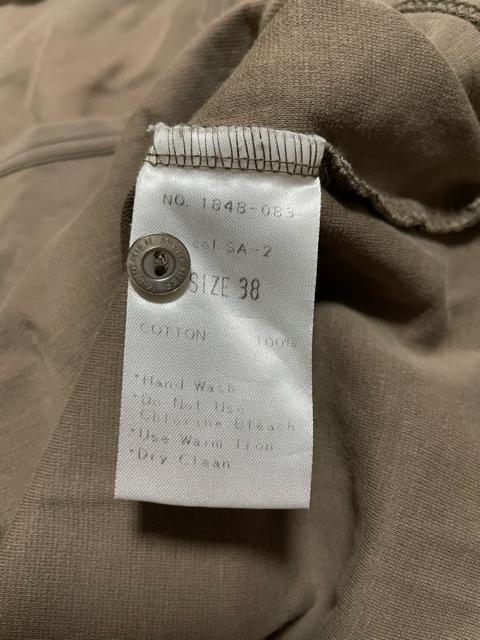 NO. 1848-083
SA-2
SIZE 38
COTTON 100%
*Hand Wash
*Do Not Use
Chlorine Bleach
*Use Warm Iron
*Dry Clean